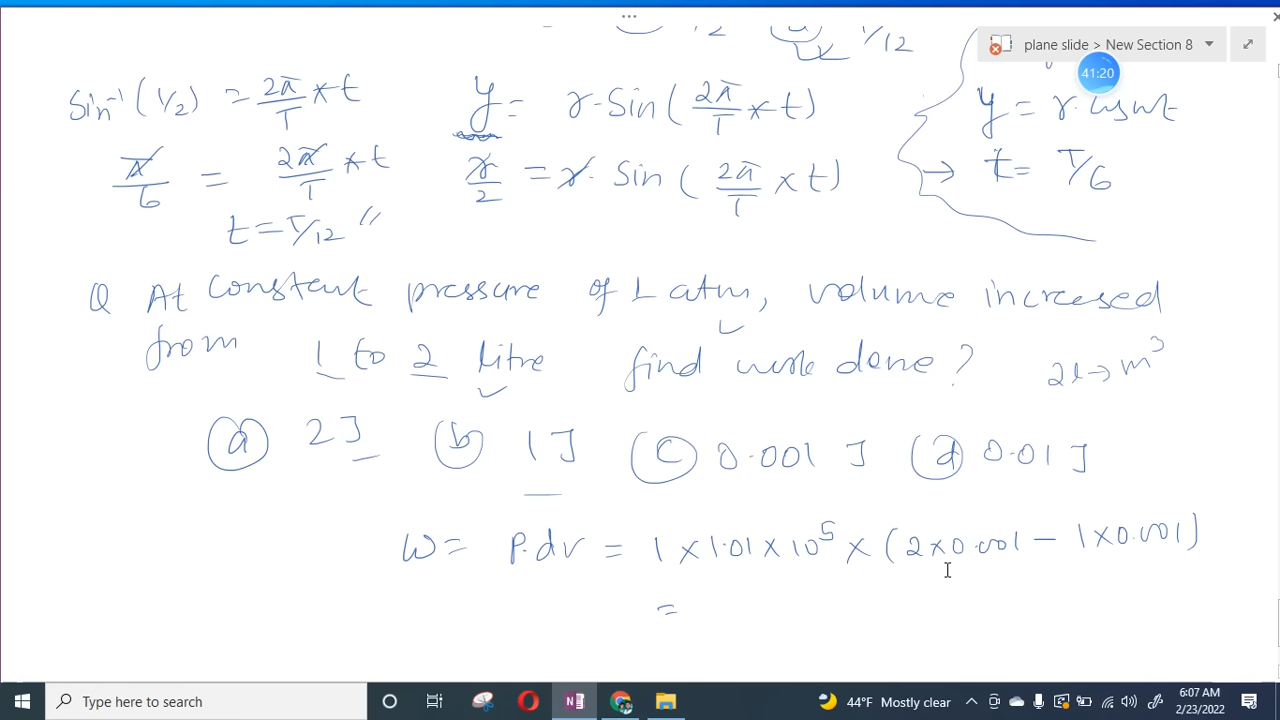 plane slide > New Section 8
41:20
Sin⁻¹(1/2) = 2π/T * t
y = r·Sin(2π/T * t)
y = r·cosωt
π/6 = 2π/T * t
r/2 = r·Sin(2π/T × t)
→ t = T/6
t = T/12 "
Q At constant pressure of 1 atm, volume increased
from 1 to 2 litre find work done?
2l → m³
(a) 2J (b) 1J (c) 0.001 J (d) 0.01 J
W = P.dv = 1 × 1.01 × 10⁵ × (2×0.001 − 1×0.001)
=
Type here to search
44°F Mostly clear
6:07 AM
2/23/2022